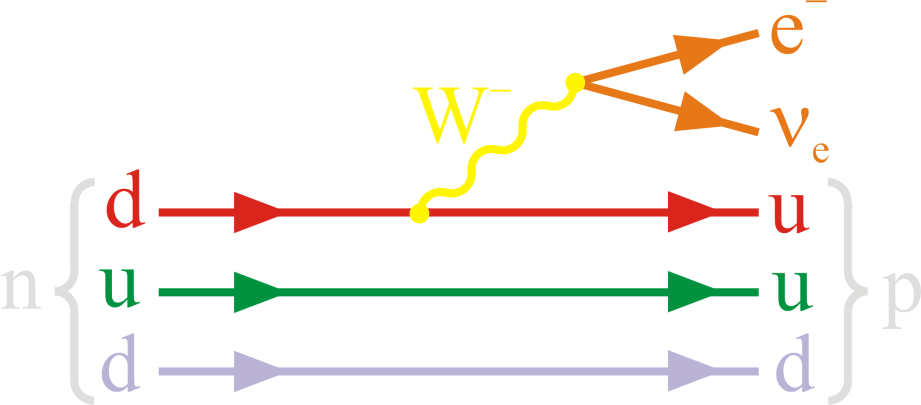 e⁻
W⁻
νₑ
d u
n u u p
d d